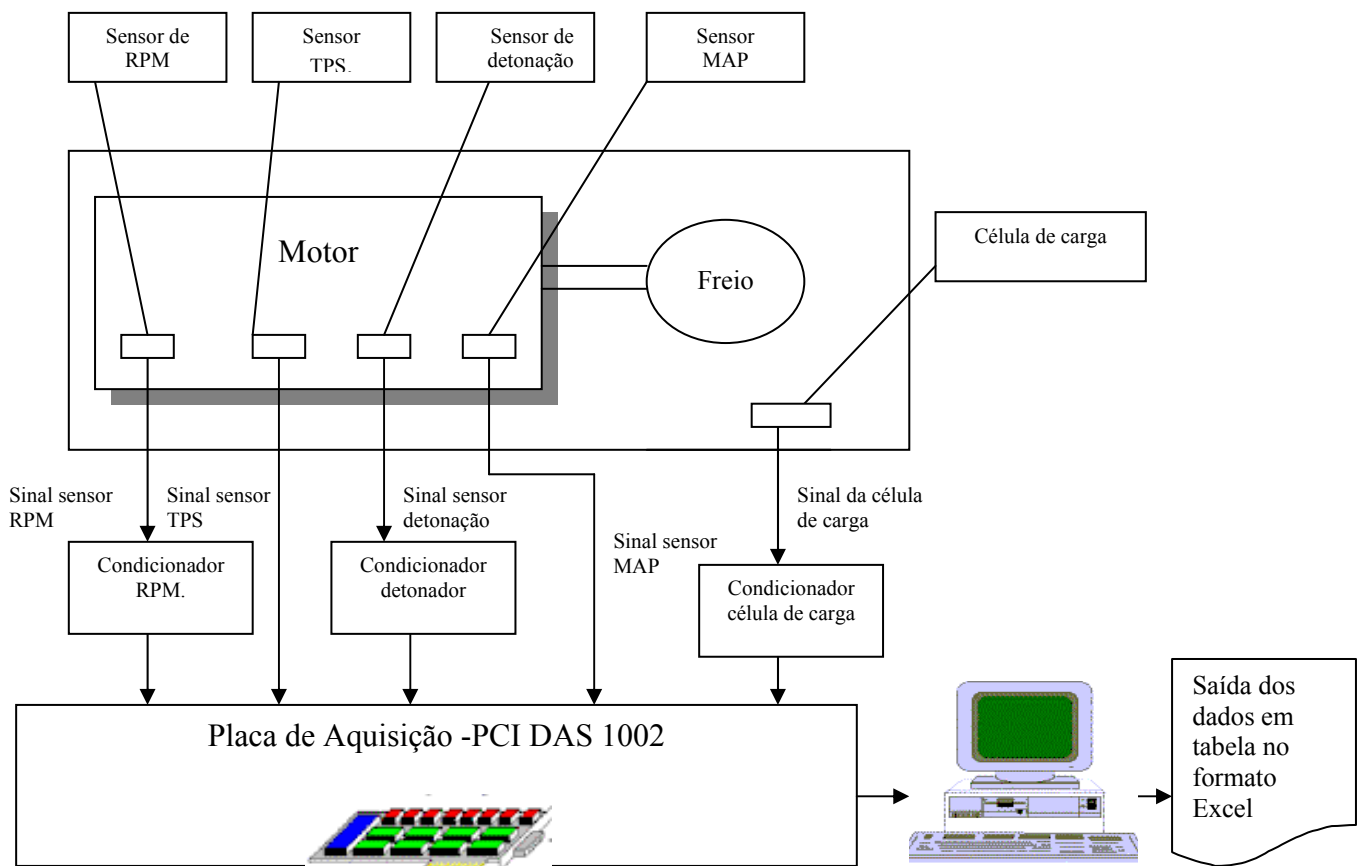 Sensor de
RPM
Sensor
TPS.
Sensor de
detonação
Sensor
MAP
Motor
Freio
Célula de carga
Sinal sensor
RPM
Sinal sensor
TPS
Sinal sensor
detonação
Sinal sensor
MAP
Sinal da célula
de carga
Condicionador
RPM.
Condicionador
detonador
Condicionador
célula de carga
Placa de Aquisição -PCI DAS 1002
Saída dos
dados em
tabela no
formato
Excel